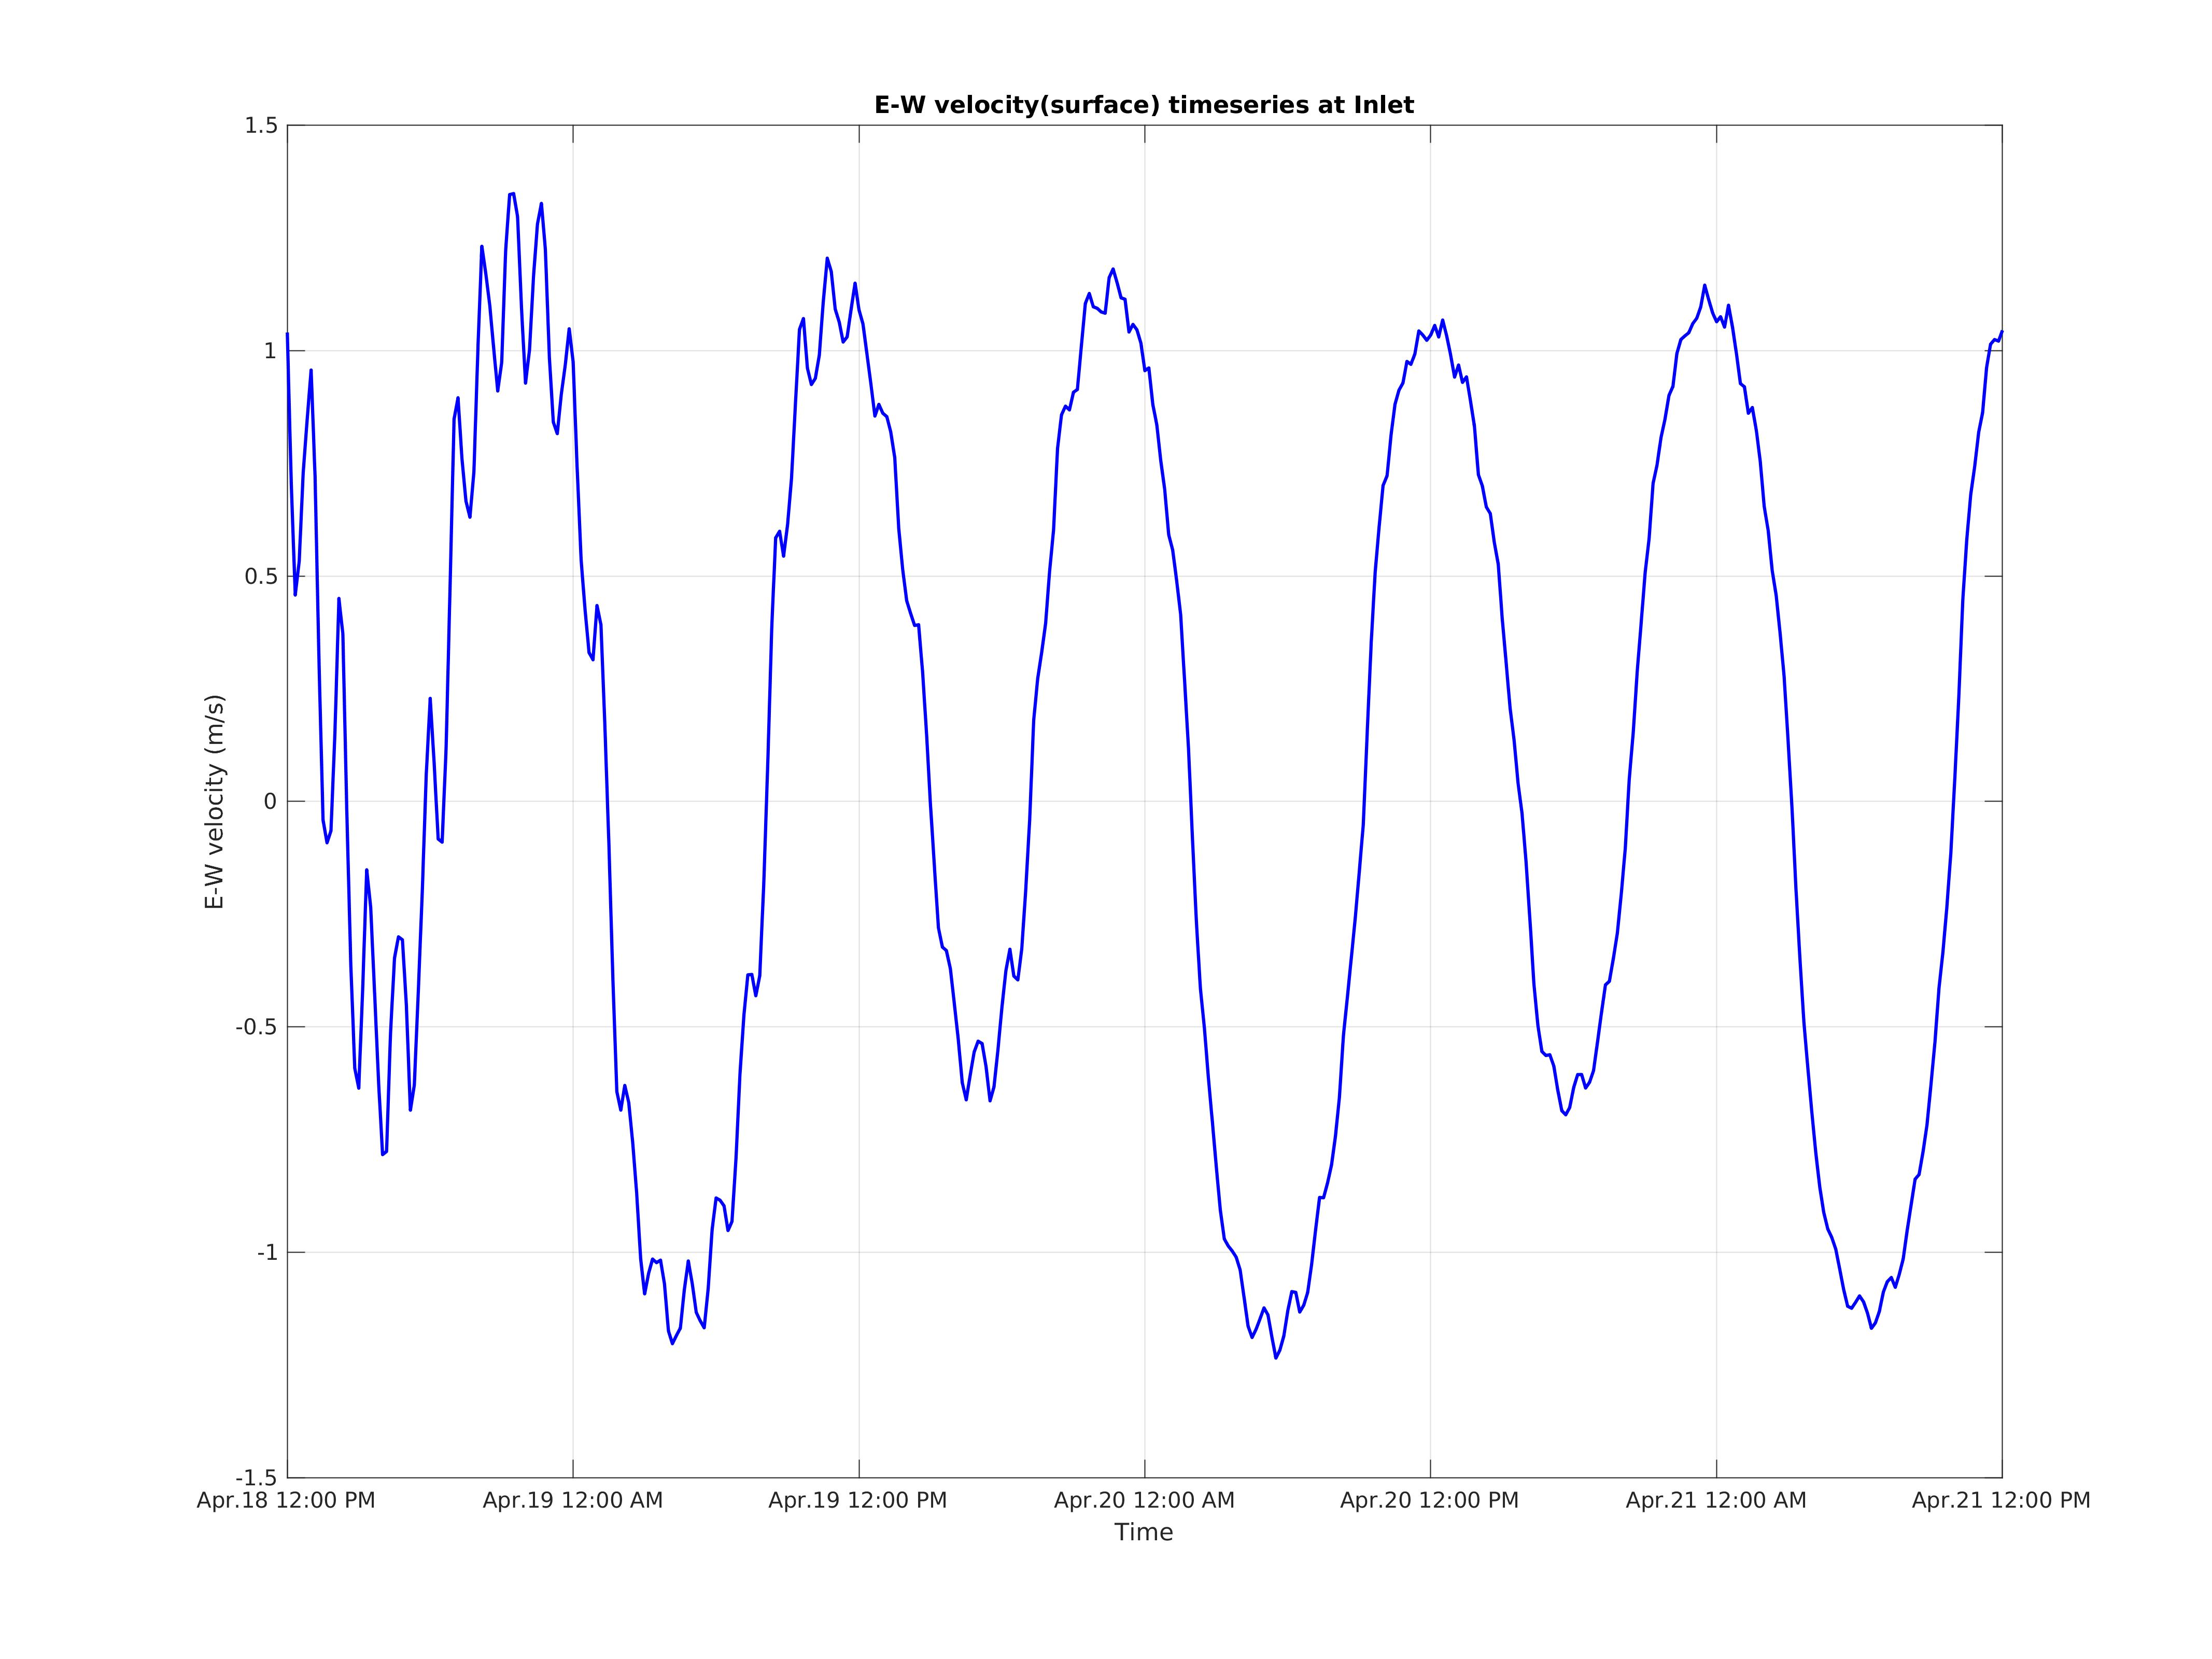 E-W velocity(surface) timeseries at Inlet
1.5
1
0.5
0
-0.5
-1
-1.5
E-W velocity (m/s)
Apr.18 12:00 PM Apr.19 12:00 AM Apr.19 12:00 PM Apr.20 12:00 AM Apr.20 12:00 PM Apr.21 12:00 AM Apr.21 12:00 PM
Time